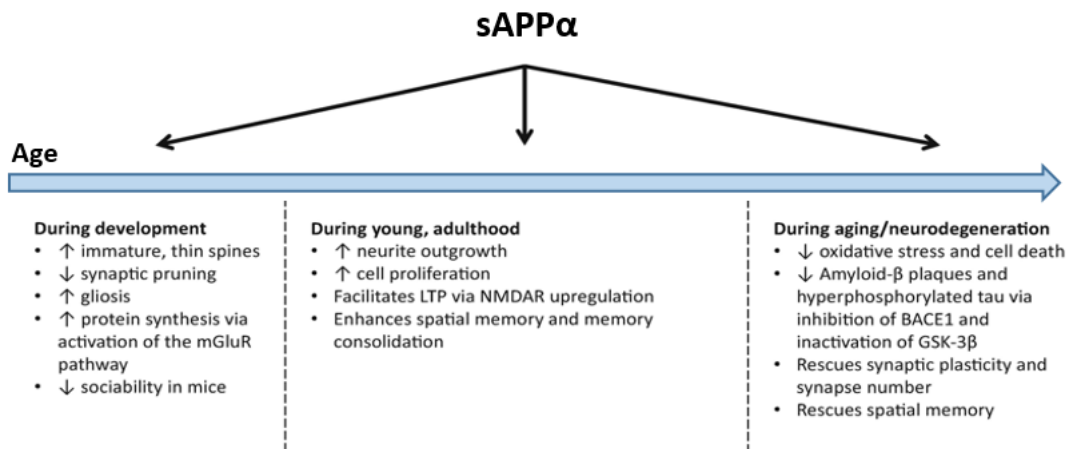 sAPPα
Age
During development
• ↑ immature, thin spines
• ↓ synaptic pruning
• ↑ gliosis
• ↑ protein synthesis via
activation of the mGluR
pathway
• ↓ sociability in mice
During young, adulthood
• ↑ neurite outgrowth
• ↑ cell proliferation
• Facilitates LTP via NMDAR upregulation
• Enhances spatial memory and memory
consolidation
During aging/neurodegeneration
• ↓ oxidative stress and cell death
• ↓ Amyloid-β plaques and
hyperphosphorylated tau via
inhibition of BACE1 and
inactivation of GSK-3β
• Rescues synaptic plasticity and
synapse number
• Rescues spatial memory